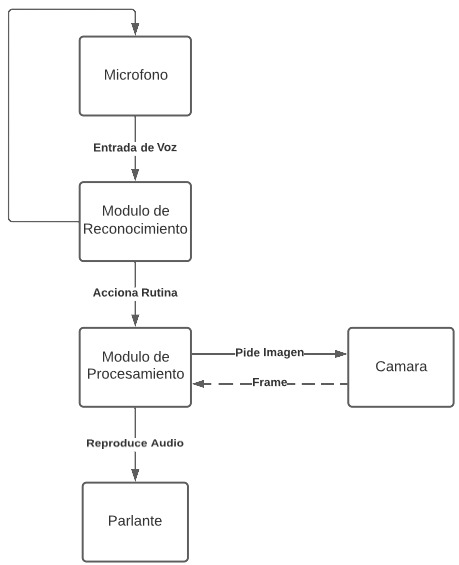 Microfono
Entrada de Voz
Modulo de
Reconocimiento
Acciona Rutina
Modulo de
Procesamiento
Pide Imagen
Frame
Camara
Reproduce Audio
Parlante